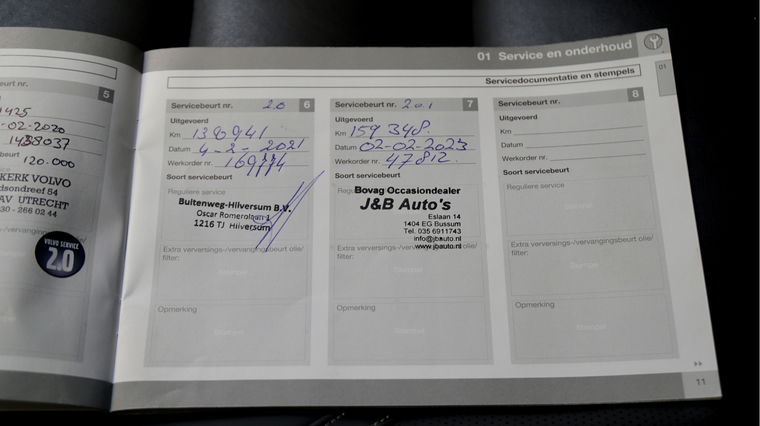 beurt nr. 5
1425
-02-2020
1438037
beurt 120.000
KERK VOLVO
dsondreef 54
AV UTRECHT
30 - 266 02 44
VOLVO SERVICE
2.0
01 Service en onderhoud
01
Servicedocumentatie en stempels
Servicebeurt nr. 2.0 6
Uitgevoerd
Km 130941
Datum 4-2-2021
Werkorder nr. 169774
Soort servicebeurt
Reguliere service
Buitenweg-Hilversum B.V.
Oscar Romerolaan 1
1216 TJ Hilversum
Extra verversings-/vervangingsbeurt olie/
filter:
Stempel
Opmerking
Stempel
Servicebeurt nr. 2.0.1 7
Uitgevoerd
Km 159348.
Datum 02-02-2023
Werkorder nr. 47812.
Soort servicebeurt
Bovag Occasiondealer
J&B Auto's
Eslaan 14
1404 EG Bussum
Tel. 035 6911743
info@jbauto.nl
www.jbauto.nl
Extra verversings-/vervangingsbeurt olie/
filter:
Stempel
Opmerking
Stempel
Servicebeurt nr. 8
Uitgevoerd
Km
Datum
Werkorder nr.
Soort servicebeurt
Reguliere service
Stempel
Extra verversings-/vervangingsbeurt olie/
filter:
Stempel
Opmerking
Stempel
11